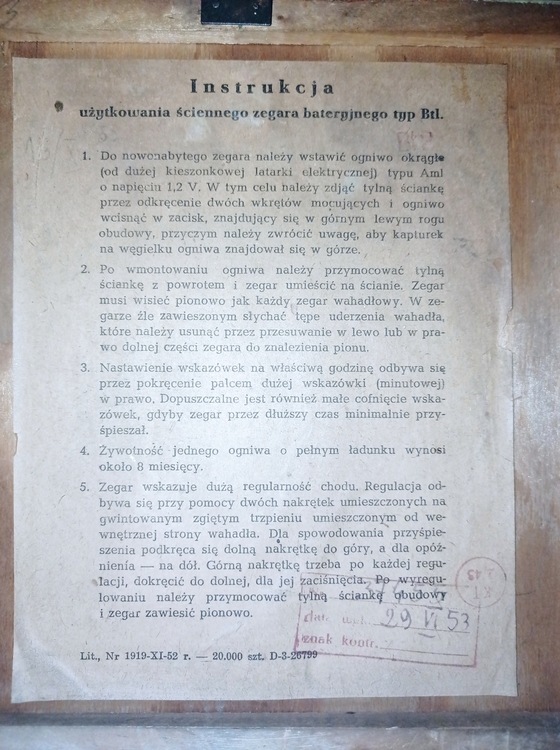 Instrukcja
użytkowania ściennego zegara bateryjnego typ Btl.
1. Do nowonabytego zegara należy wstawić ogniwo okrągłe
(od dużej kieszonkowej latarki elektrycznej) typu Aml
o napięciu 1,2 V. W tym celu należy zdjąć tylną ściankę
przez odkręcenie dwóch wkrętów mocujących i ogniwo
wcisnąć w zacisk, znajdujący się w górnym lewym rogu
obudowy, przyczym należy zwrócić uwagę, aby kapturek
na węgielku ogniwa znajdował się w górze.
2. Po wmontowaniu ogniwa należy przymocować tylną
ściankę z powrotem i zegar umieścić na ścianie. Zegar
musi wisieć pionowo jak każdy zegar wahadłowy. W ze-
garze źle zawieszonym słychać tępe uderzenia wahadła,
które należy usunąć przez przesuwanie w lewo lub w pra-
wo dolnej części zegara do znalezienia pionu.
3. Nastawienie wskazówek na właściwą godzinę odbywa się
przez pokręcenie palcem dużej wskazówki (minutowej)
w prawo. Dopuszczalne jest również małe cofnięcie wska-
zówek, gdyby zegar przez dłuższy czas minimalnie przy-
śpieszał.
4. Żywotność jednego ogniwa o pełnym ładunku wynosi
około 8 miesięcy.
5. Zegar wskazuje dużą regularność chodu. Regulacja od-
bywa się przy pomocy dwóch nakrętek umieszczonych na
gwintowanym zgiętym trzpieniu umieszczonym od we-
wnętrznej strony wahadła. Dla spowodowania przyśpie-
szenia podkręca się dolną nakrętkę do góry, a dla opóź-
nienia — na dół. Górną nakrętkę trzeba po każdej regu-
lacji, dokręcić do dolnej, dla jej zaciśnięcia. Po wyregu-
lowaniu należy przymocować tylną ściankę obudowy
i zegar zawiesić pionowo.
29 VI 53
znak kontr.
Lit., Nr 1919-XI-52 r. — 20.000 szt. D-3-26799